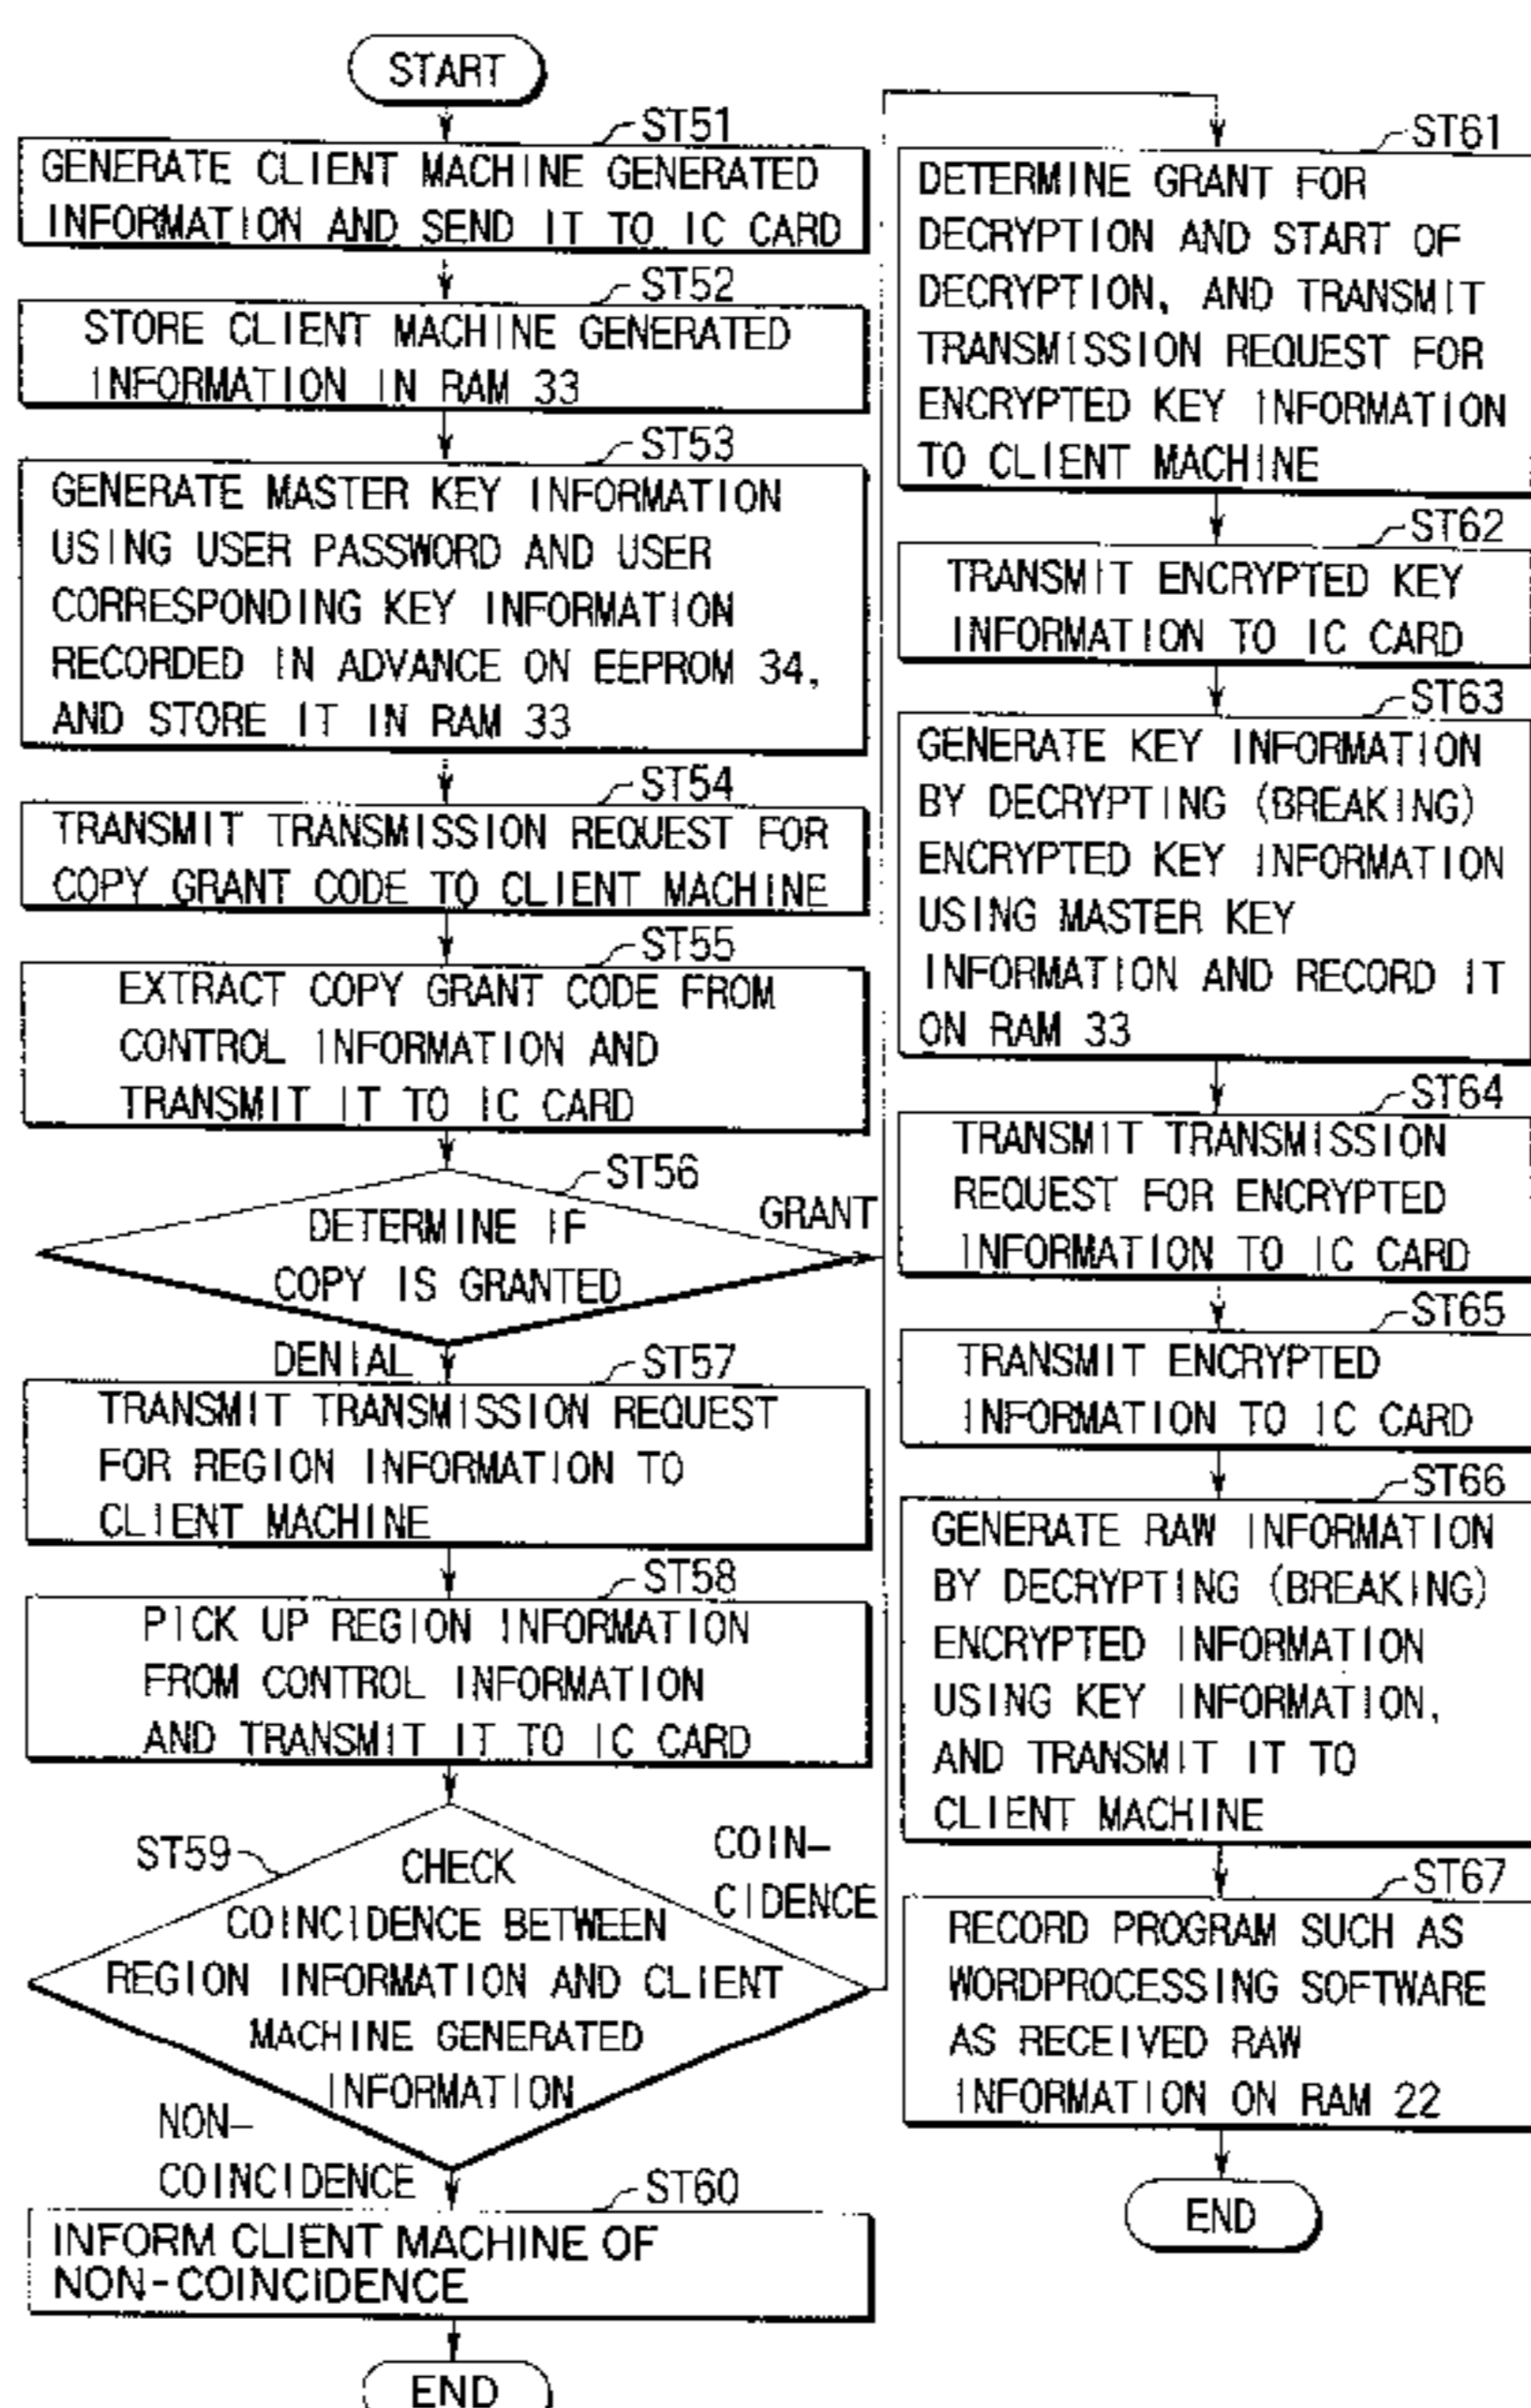 START
ST51
GENERATE CLIENT MACHINE GENERATED
INFORMATION AND SEND IT TO IC CARD
ST52
STORE CLIENT MACHINE GENERATED
INFORMATION IN RAM 33
ST53
GENERATE MASTER KEY INFORMATION
USING USER PASSWORD AND USER
CORRESPONDING KEY INFORMATION
RECORDED IN ADVANCE ON EEPROM 34,
AND STORE IT IN RAM 33
ST54
TRANSMIT TRANSMISSION REQUEST FOR
COPY GRANT CODE TO CLIENT MACHINE
ST55
EXTRACT COPY GRANT CODE FROM
CONTROL INFORMATION AND
TRANSMIT IT TO IC CARD
ST56
GRANT
DETERMINE IF
COPY IS GRANTED
DENIAL
ST57
TRANSMIT TRANSMISSION REQUEST
FOR REGION INFORMATION TO
CLIENT MACHINE
ST58
PICK UP REGION INFORMATION
FROM CONTROL INFORMATION
AND TRANSMIT IT TO IC CARD
ST59
COIN-
CIDENCE
CHECK
COINCIDENCE BETWEEN
REGION INFORMATION AND CLIENT
MACHINE GENERATED
INFORMATION
NON-
COINCIDENCE
ST60
INFORM CLIENT MACHINE OF
NON-COINCIDENCE
END
ST61
DETERMINE GRANT FOR
DECRYPTION AND START OF
DECRYPTION, AND TRANSMIT
TRANSMISSION REQUEST FOR
ENCRYPTED KEY INFORMATION
TO CLIENT MACHINE
ST62
TRANSMIT ENCRYPTED KEY
INFORMATION TO IC CARD
ST63
GENERATE KEY INFORMATION
BY DECRYPTING (BREAKING)
ENCRYPTED KEY INFORMATION
USING MASTER KEY
INFORMATION AND RECORD IT
ON RAM 33
ST64
TRANSMIT TRANSMISSION
REQUEST FOR ENCRYPTED
INFORMATION TO IC CARD
ST65
TRANSMIT ENCRYPTED
INFORMATION TO IC CARD
ST66
GENERATE RAW INFORMATION
BY DECRYPTING (BREAKING)
ENCRYPTED INFORMATION
USING KEY INFORMATION,
AND TRANSMIT IT TO
CLIENT MACHINE
ST67
RECORD PROGRAM SUCH AS
WORDPROCESSING SOFTWARE
AS RECEIVED RAW
INFORMATION ON RAM 22
END